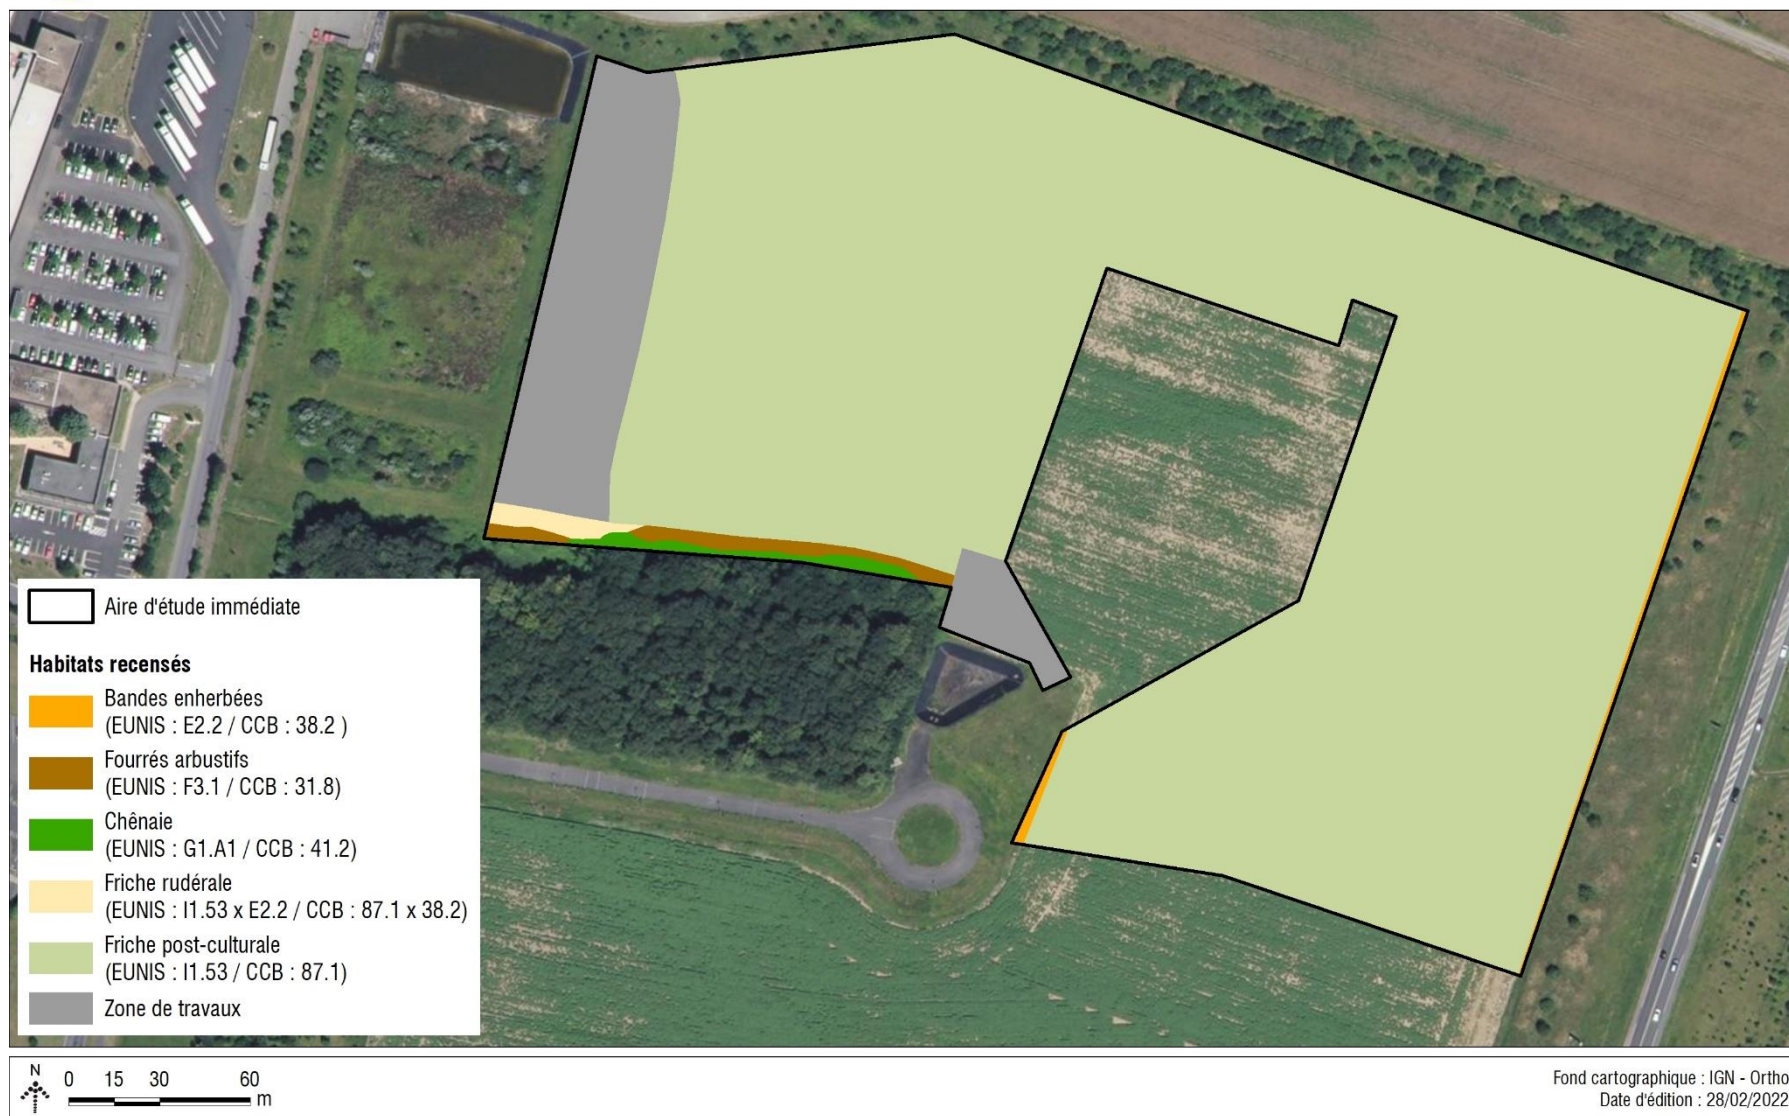 Aire d'étude immédiate
Habitats recensés
Bandes enherbées
(EUNIS : E2.2 / CCB : 38.2 )
Fourrés arbustifs
(EUNIS : F3.1 / CCB : 31.8)
Chênaie
(EUNIS : G1.A1 / CCB : 41.2)
Friche rudérale
(EUNIS : I1.53 x E2.2 / CCB : 87.1 x 38.2)
Friche post-culturale
(EUNIS : I1.53 / CCB : 87.1)
Zone de travaux
N
0 15 30 60
m
Fond cartographique : IGN - Ortho
Date d'édition : 28/02/2022